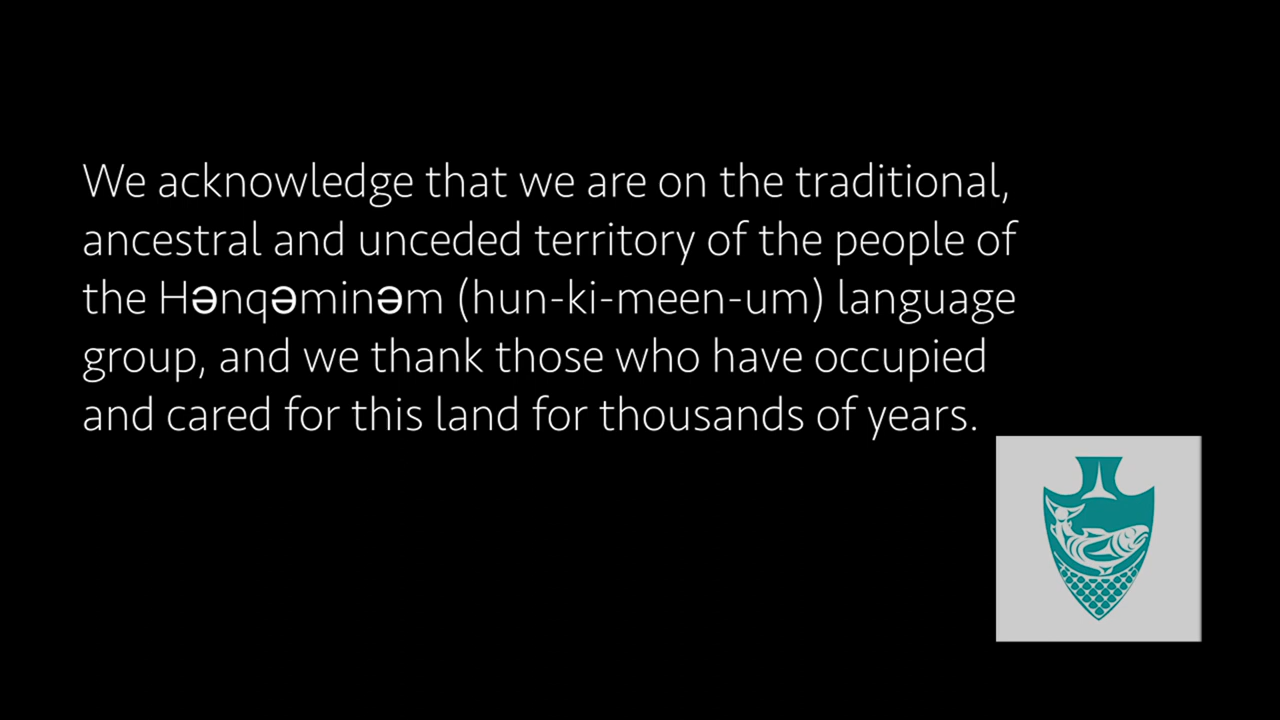 We acknowledge that we are on the traditional,
ancestral and unceded territory of the people of
the Hənqəminəm (hun-ki-meen-um) language
group, and we thank those who have occupied
and cared for this land for thousands of years.